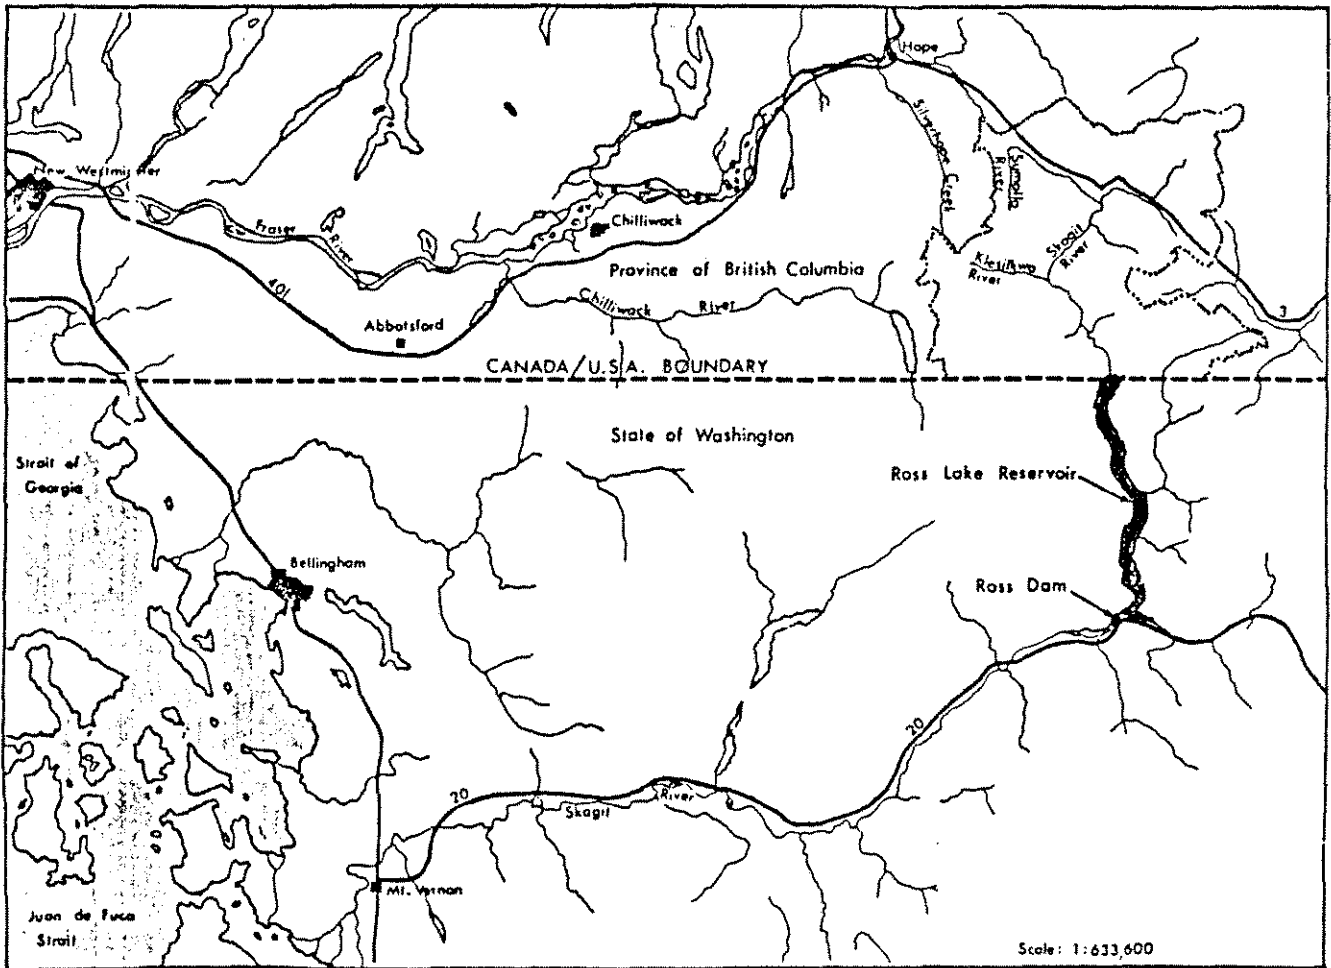 Hope
New Westminster
Silverhope
Creek
Sumallo
River
Fraser
River
Chilliwack
Skagit
River
Klesilkwa
River
Province of British Columbia
401
Chilliwack River
3
Abbotsford
CANADA/U.S.A. BOUNDARY
State of Washington
Strait of
Georgia
Ross Lake Reservoir
Bellingham
Ross Dam
20
20
Skagit River
Mt. Vernon
Juan de Fuca
Strait
Scale: 1:633,600